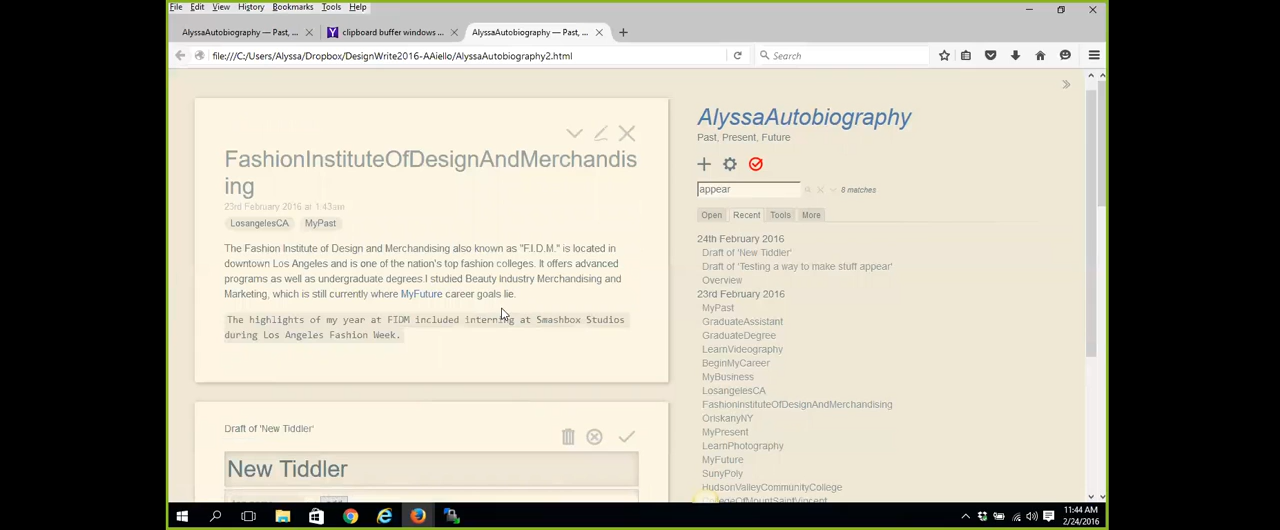 File Edit View History Bookmarks Tools Help
AlyssaAutobiography — Past, ... × clipboard buffer windows ... × AlyssaAutobiography — Past, ... × +
file:///C:/Users/Alyssa/Dropbox/DesignWrite2016-AAiello/AlyssaAutobiography2.html Search
FashionInstituteOfDesignAndMerchandis
ing
23rd February 2016 at 1:43am
LosangelesCA MyPast
The Fashion Institute of Design and Merchandising also known as "F.I.D.M." is located in
downtown Los Angeles and is one of the nation's top fashion colleges. It offers advanced
programs as well as undergraduate degrees.I studied Beauty Industry Merchandising and
Marketing, which is still currently where MyFuture career goals lie.
The highlights of my year at FIDM included interning at Smashbox Studios
during Los Angeles Fashion Week.
Draft of 'New Tiddler'
New Tiddler
AlyssaAutobiography
Past, Present, Future
appear 8 matches
Open Recent Tools More
24th February 2016
Draft of 'New Tiddler'
Draft of 'Testing a way to make stuff appear'
Overview
23rd February 2016
MyPast
GraduateAssistant
GraduateDegree
LearnVideography
BeginMyCareer
MyBusiness
LosangelesCA
FashionInstituteOfDesignAndMerchandising
OriskanyNY
MyPresent
LearnPhotography
MyFuture
SunyPoly
HudsonValleyCommunityCollege
CollegeOfMountSaintVincent
11:44 AM
2/24/2016